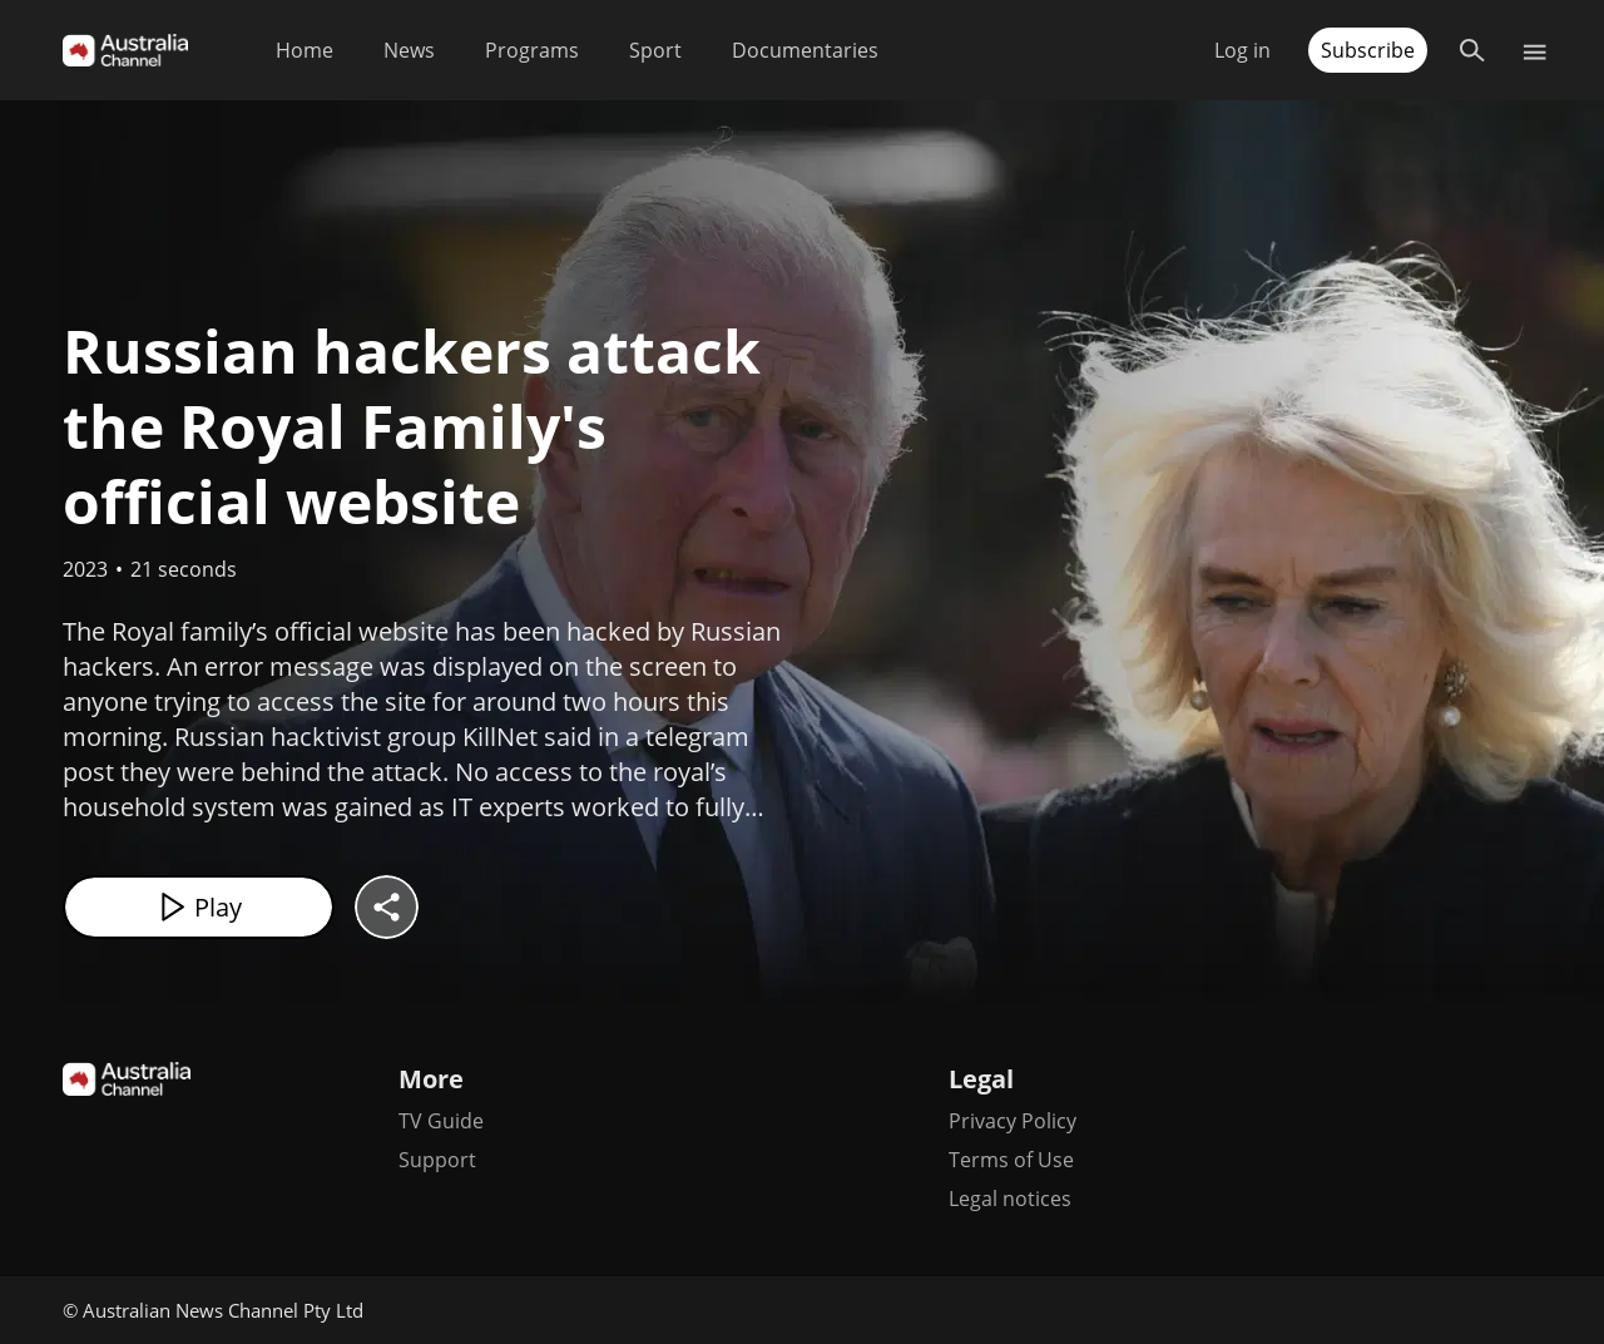 Australia
Channel
Home
News
Programs
Sport
Documentaries
Log in
Subscribe
Russian hackers attack
the Royal Family's
official website
2023 • 21 seconds
The Royal family’s official website has been hacked by Russian
hackers. An error message was displayed on the screen to
anyone trying to access the site for around two hours this
morning. Russian hacktivist group KillNet said in a telegram
post they were behind the attack. No access to the royal’s
household system was gained as IT experts worked to fully...
Play
Australia
Channel
More
TV Guide
Support
Legal
Privacy Policy
Terms of Use
Legal notices
© Australian News Channel Pty Ltd